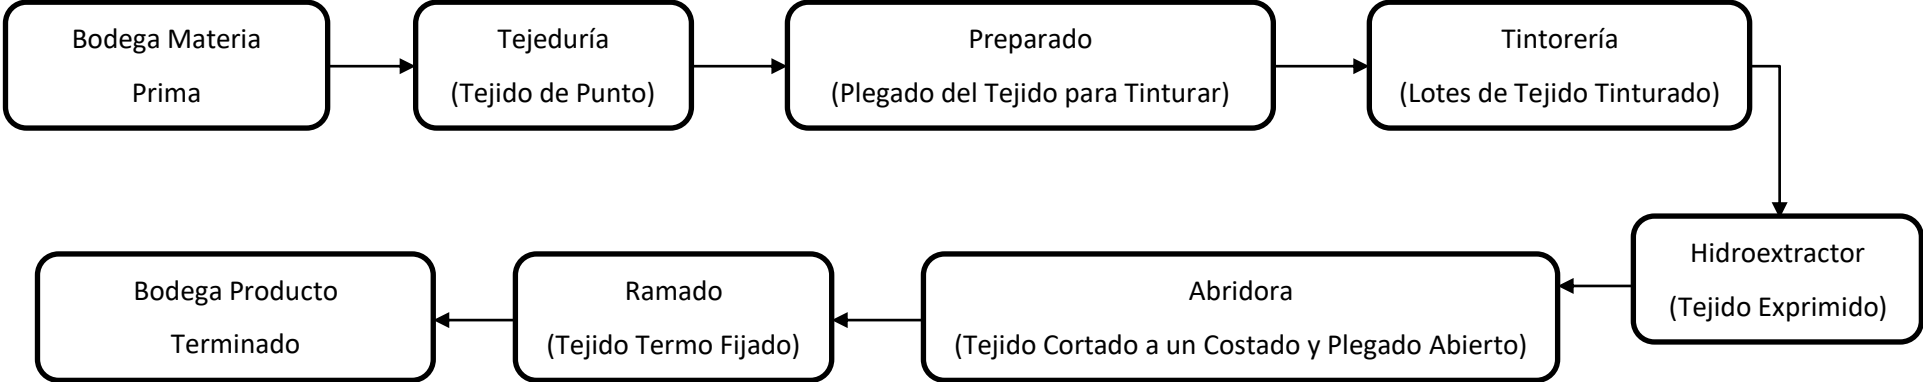 Bodega Materia
Prima
Tejeduría
(Tejido de Punto)
Preparado
(Plegado del Tejido para Tinturar)
Tintorería
(Lotes de Tejido Tinturado)
Hidroextractor
(Tejido Exprimido)
Abridora
(Tejido Cortado a un Costado y Plegado Abierto)
Ramado
(Tejido Termo Fijado)
Bodega Producto
Terminado